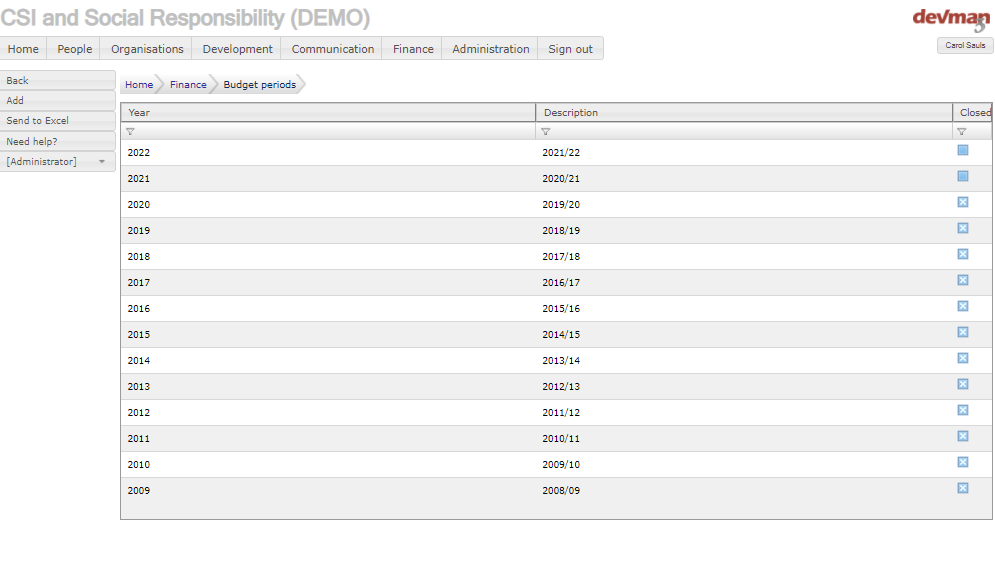 CSI and Social Responsibility (DEMO)
devman
5
Home People Organisations Development Communication Finance Administration Sign out
Carol Sauls
Back
Add
Send to Excel
Need help?
[Administrator]
Home Finance Budget periods
Year Description Closed
2022 2021/22
2021 2020/21
2020 2019/20
2019 2018/19
2018 2017/18
2017 2016/17
2016 2015/16
2015 2014/15
2014 2013/14
2013 2012/13
2012 2011/12
2011 2010/11
2010 2009/10
2009 2008/09